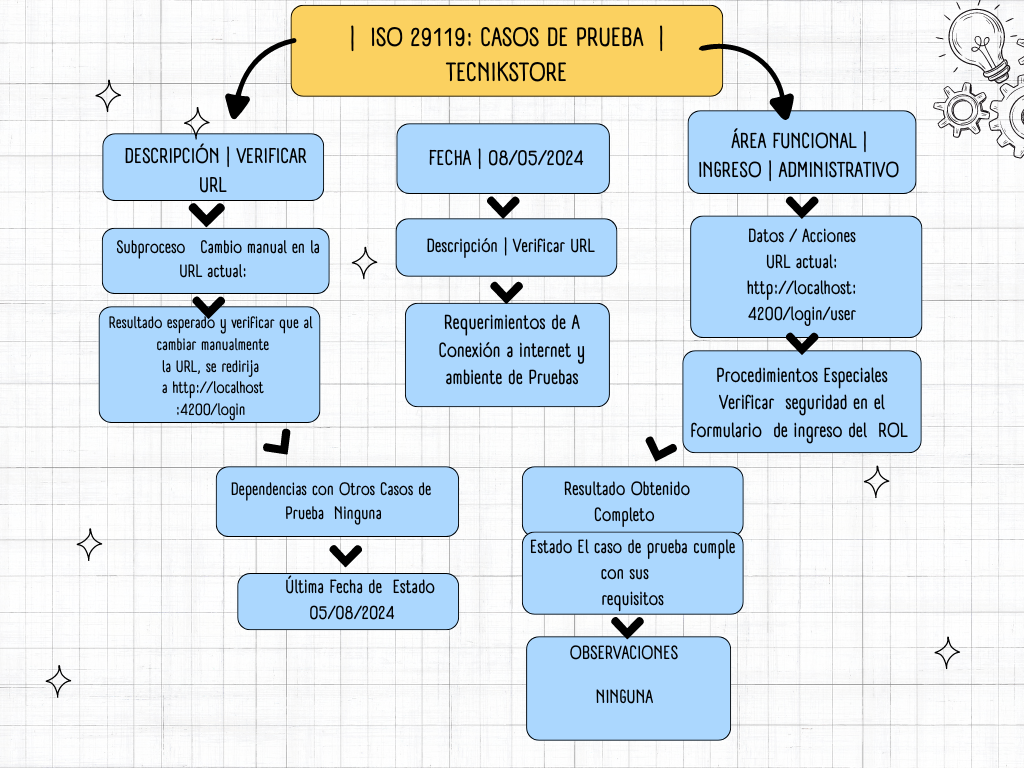 | ISO 29119: CASOS DE PRUEBA |
TECNIKSTORE
DESCRIPCIÓN | VERIFICAR
URL
Subproceso Cambio manual en la
URL actual:
Resultado esperado y verificar que al
cambiar manualmente
la URL, se redirija
a http://localhost
:4200/login
Dependencias con Otros Casos de
Prueba Ninguna
Última Fecha de Estado
05/08/2024
FECHA | 08/05/2024
Descripción | Verificar URL
Requerimientos de A
Conexión a internet y
ambiente de Pruebas
ÁREA FUNCIONAL |
INGRESO | ADMINISTRATIVO
Datos / Acciones
URL actual:
http://localhost:
4200/login/user
Procedimientos Especiales
Verificar seguridad en el
formulario de ingreso del ROL
Resultado Obtenido
Completo
Estado El caso de prueba cumple
con sus
requisitos
OBSERVACIONES
NINGUNA